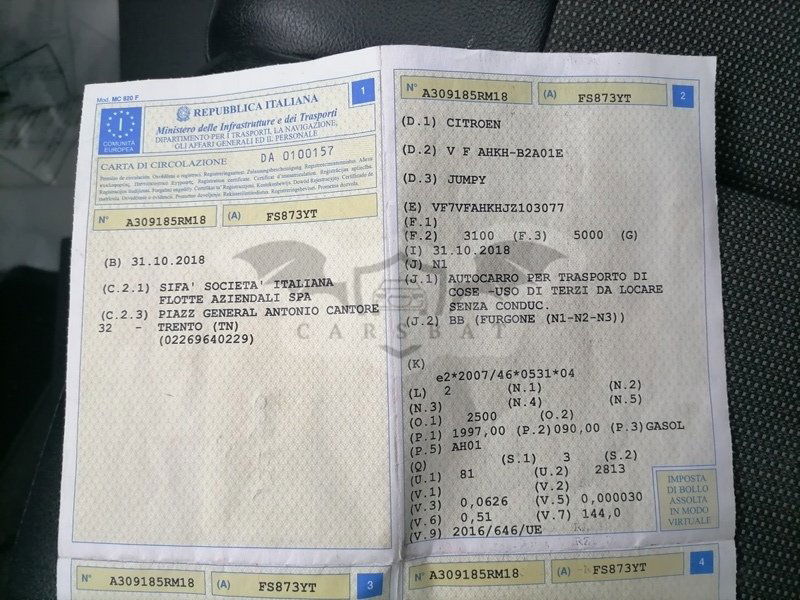 Mod. MC 820 F
1
REPUBBLICA ITALIANA
Ministero delle Infrastrutture e dei Trasporti
DIPARTIMENTO PER I TRASPORTI, LA NAVIGAZIONE,
GLI AFFARI GENERALI ED IL PERSONALE
I
COMUNITÀ
EUROPEA
CARTA DI CIRCOLAZIONE DA 0100157
N° A309185RM18 (A) FS873YT
(B) 31.10.2018
(C.2.1) SIFA' SOCIETA' ITALIANA
FLOTTE AZIENDALI SPA
(C.2.3) PIAZZ GENERAL ANTONIO CANTORE
32 - TRENTO (TN)
(02269640229)
N° A309185RM18 (A) FS873YT 2
(D.1) CITROEN
(D.2) V F AHKH-B2A01E
(D.3) JUMPY
(E) VF7VFAHKHJZ103077
(F.1)
(F.2) 3100 (F.3) 5000 (G)
(I) 31.10.2018
(J) N1
(J.1) AUTOCARRO PER TRASPORTO DI
COSE -USO DI TERZI DA LOCARE
SENZA CONDUC.
(J.2) BB (FURGONE (N1-N2-N3))
(K)
e2*2007/46*0531*04
(L) 2 (N.1) (N.2)
(N.3) (N.4) (N.5)
(O.1) 2500 (O.2)
(P.1) 1997,00 (P.2)090,00 (P.3)GASOL
(P.5) AH01
(Q) (S.1) 3 (S.2)
(U.1) 81 (U.2) 2813
(V.1) (V.2)
(V.3) 0,0626 (V.5) 0,000030
(V.6) 0,51 (V.7) 144,0
(V.9) 2016/646/UE
IMPOSTA
DI BOLLO
ASSOLTA
IN MODO
VIRTUALE
CARSBAT
N° A309185RM18 (A) FS873YT 3
N° A309185RM18 (A) FS873YT 4